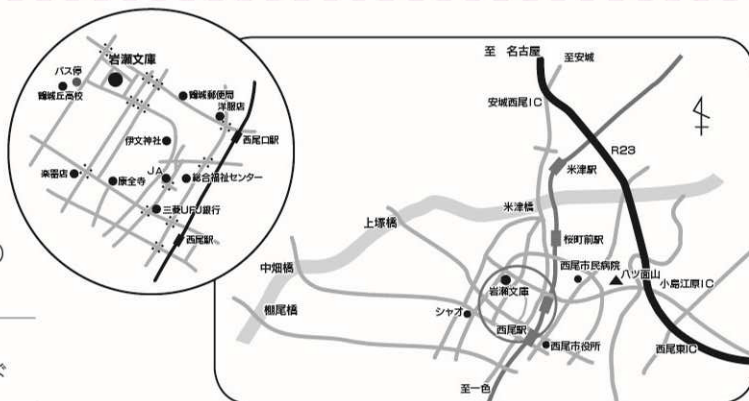 岩瀬文庫
バス停
鶴城丘高校
鶴城郵便局
洋服店
西尾口駅
伊文神社
楽器店
康全寺
JA
総合福祉センター
三菱UFJ銀行
西尾駅
至 名古屋
至安城
安城西尾IC
R23
米津駅
米津橋
上塚橋
桜町前駅
中畑橋
西尾市民病院
八ツ面山
小島江原IC
岩瀬文庫
棚尾橋
シャオ
西尾駅
西尾市役所
西尾東IC
至一色